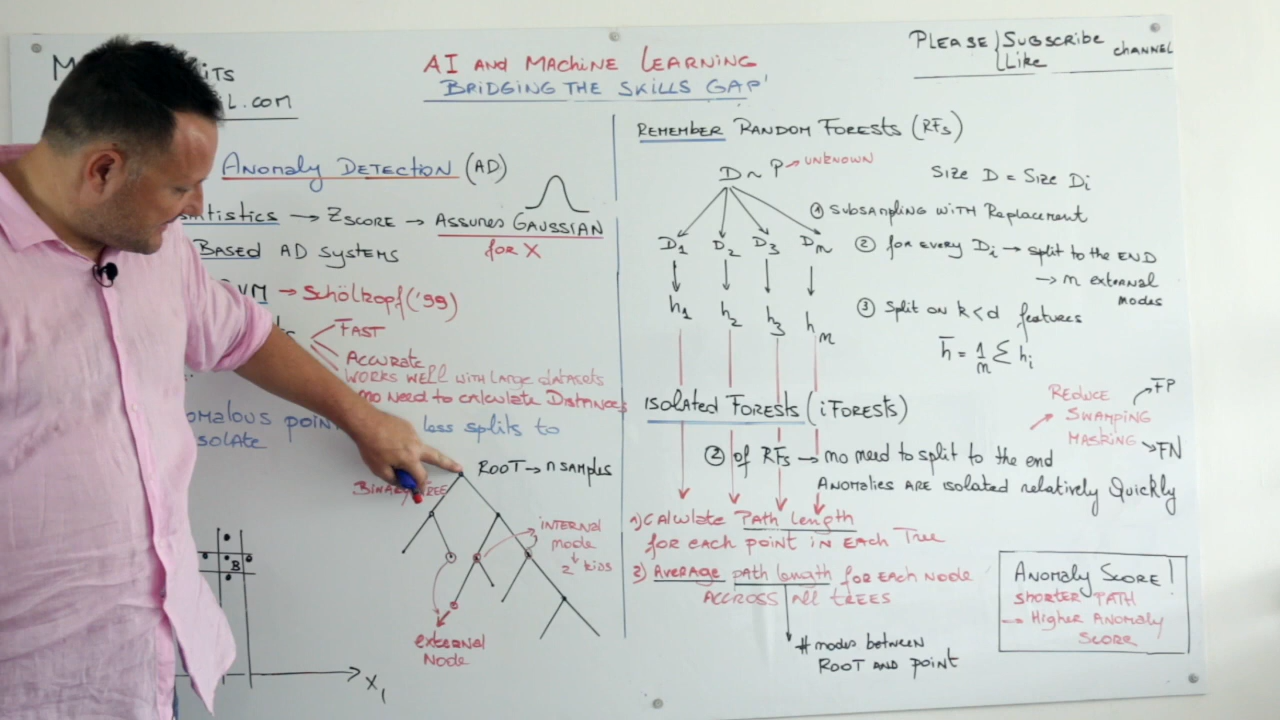 AI AND MACHINE LEARNING
BRIDGING THE SKILLS GAP
PLEASE SUBSCRIBE
LIKE
CHANNEL
ANOMALY DETECTION (AD)
→ ZSCORE → ASSUMES GAUSSIAN
for X
BASED AD SYSTEMS
→ Schölkopf ('99)
FAST
ACCURATE
WORKS WELL WITH LARGE DATASETS
no NEED to CALCULATE DISTANCES
less splits to
ROOT → n SAMPLES
BINARY TREE
INTERNAL
node
2 kids
EXTERNAL
NODE
B
X1
REMEMBER RANDOM FORESTS (RFs)
D ~ P → UNKNOWN
SIZE D = SIZE Di
① SUBSAMPLING WITH Replacement
D1 D2 D3 Dm
② for every Di → split to the END
→ n EXTERNAL
nodes
h1 h2 h3 hm
③ Split on k<d features
h̄ = 1/m Σ hi
ISOLATED FORESTS (iForests)
REDUCE
SWAMPING
MASKING
FP
FN
② of RFs → no need to split to the end
ANOMALIES ARE isolated relatively Quickly
1) CALCULATE PATH LENGTH
for each point in Each Tree
2) AVERAGE path length for EACH NODE
ACCROSS All TREES
# nodes between
ROOT AND point
ANOMALY SCORE!
SHORTER PATH
→ Higher Anomaly
SCORE